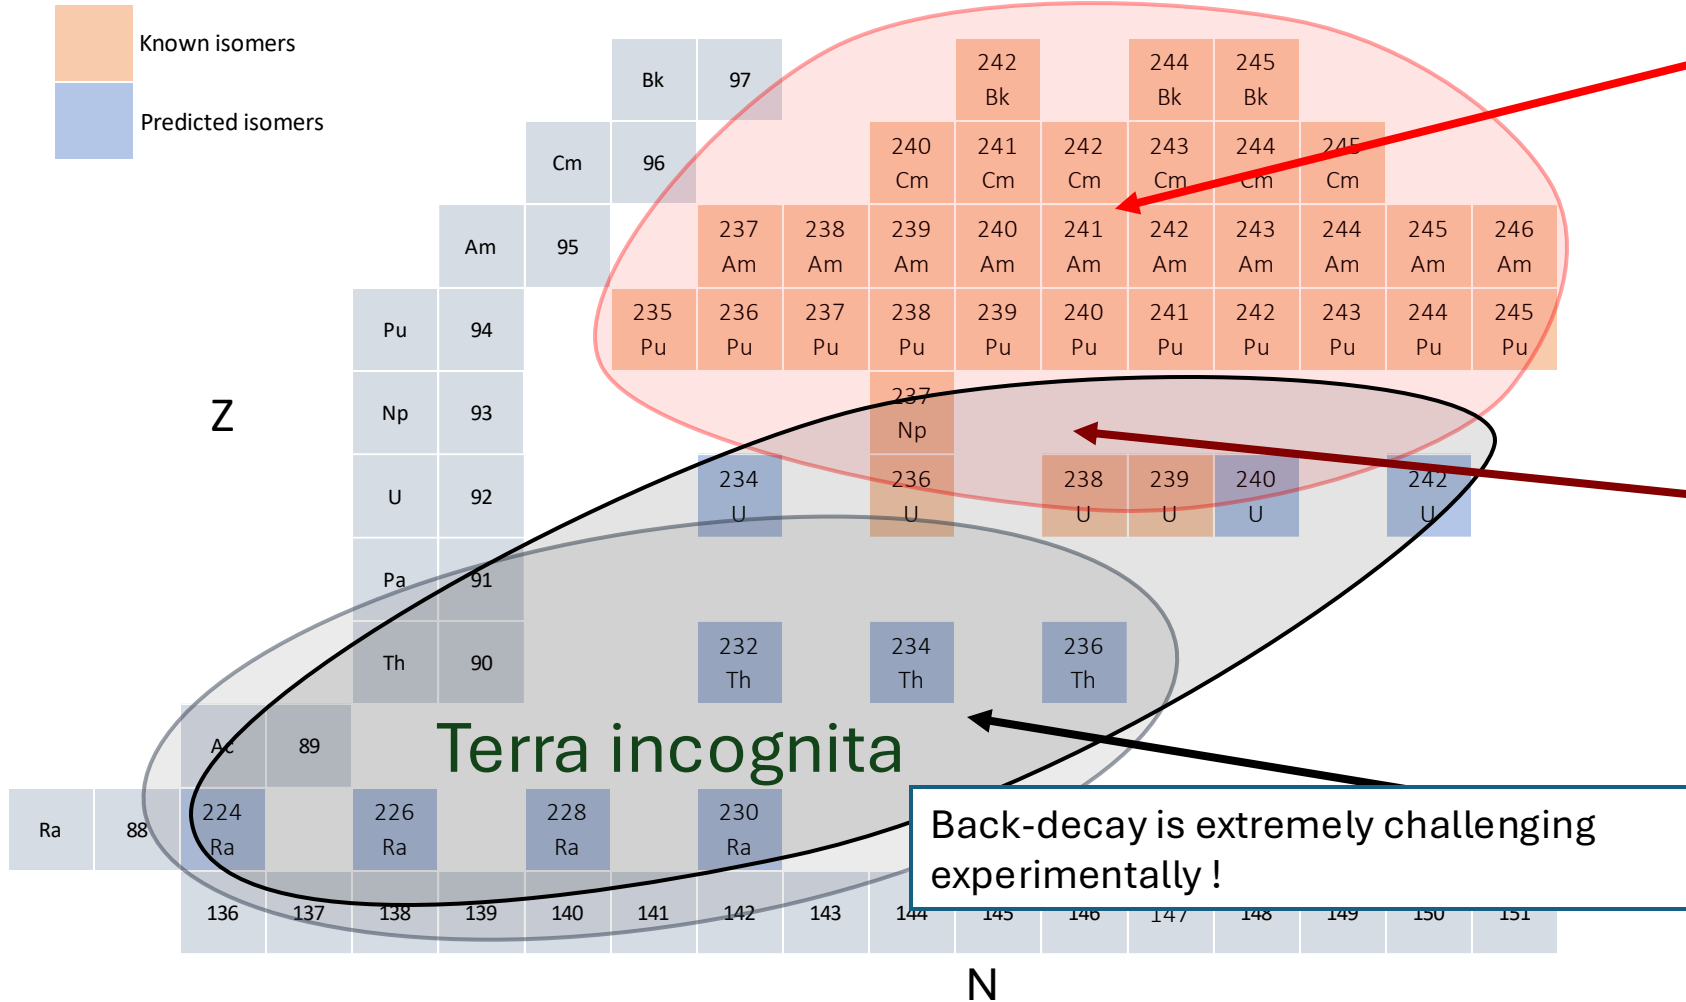 Known isomers
Predicted isomers
Bk 97 242 244 245
Bk Bk Bk
Cm 96 240 241 242 243 244 245
Cm Cm Cm Cm Cm Cm
Am 95 237 238 239 240 241 242 243 244 245 246
Am Am Am Am Am Am Am Am Am Am
Pu 94 235 236 237 238 239 240 241 242 243 244 245
Pu Pu Pu Pu Pu Pu Pu Pu Pu Pu Pu
Z
Np 93 237
Np
U 92 234 236 238 239 240 242
U U U U U U
Pa 91
Th 90 232 234 236
Th Th Th
Ac 89
Terra incognita
Ra 88 224 226 228 230
Ra Ra Ra Ra
Back-decay is extremely challenging
experimentally !
136 137 138 139 140 141 142 143 144 145 146 147 148 149 150 151
N